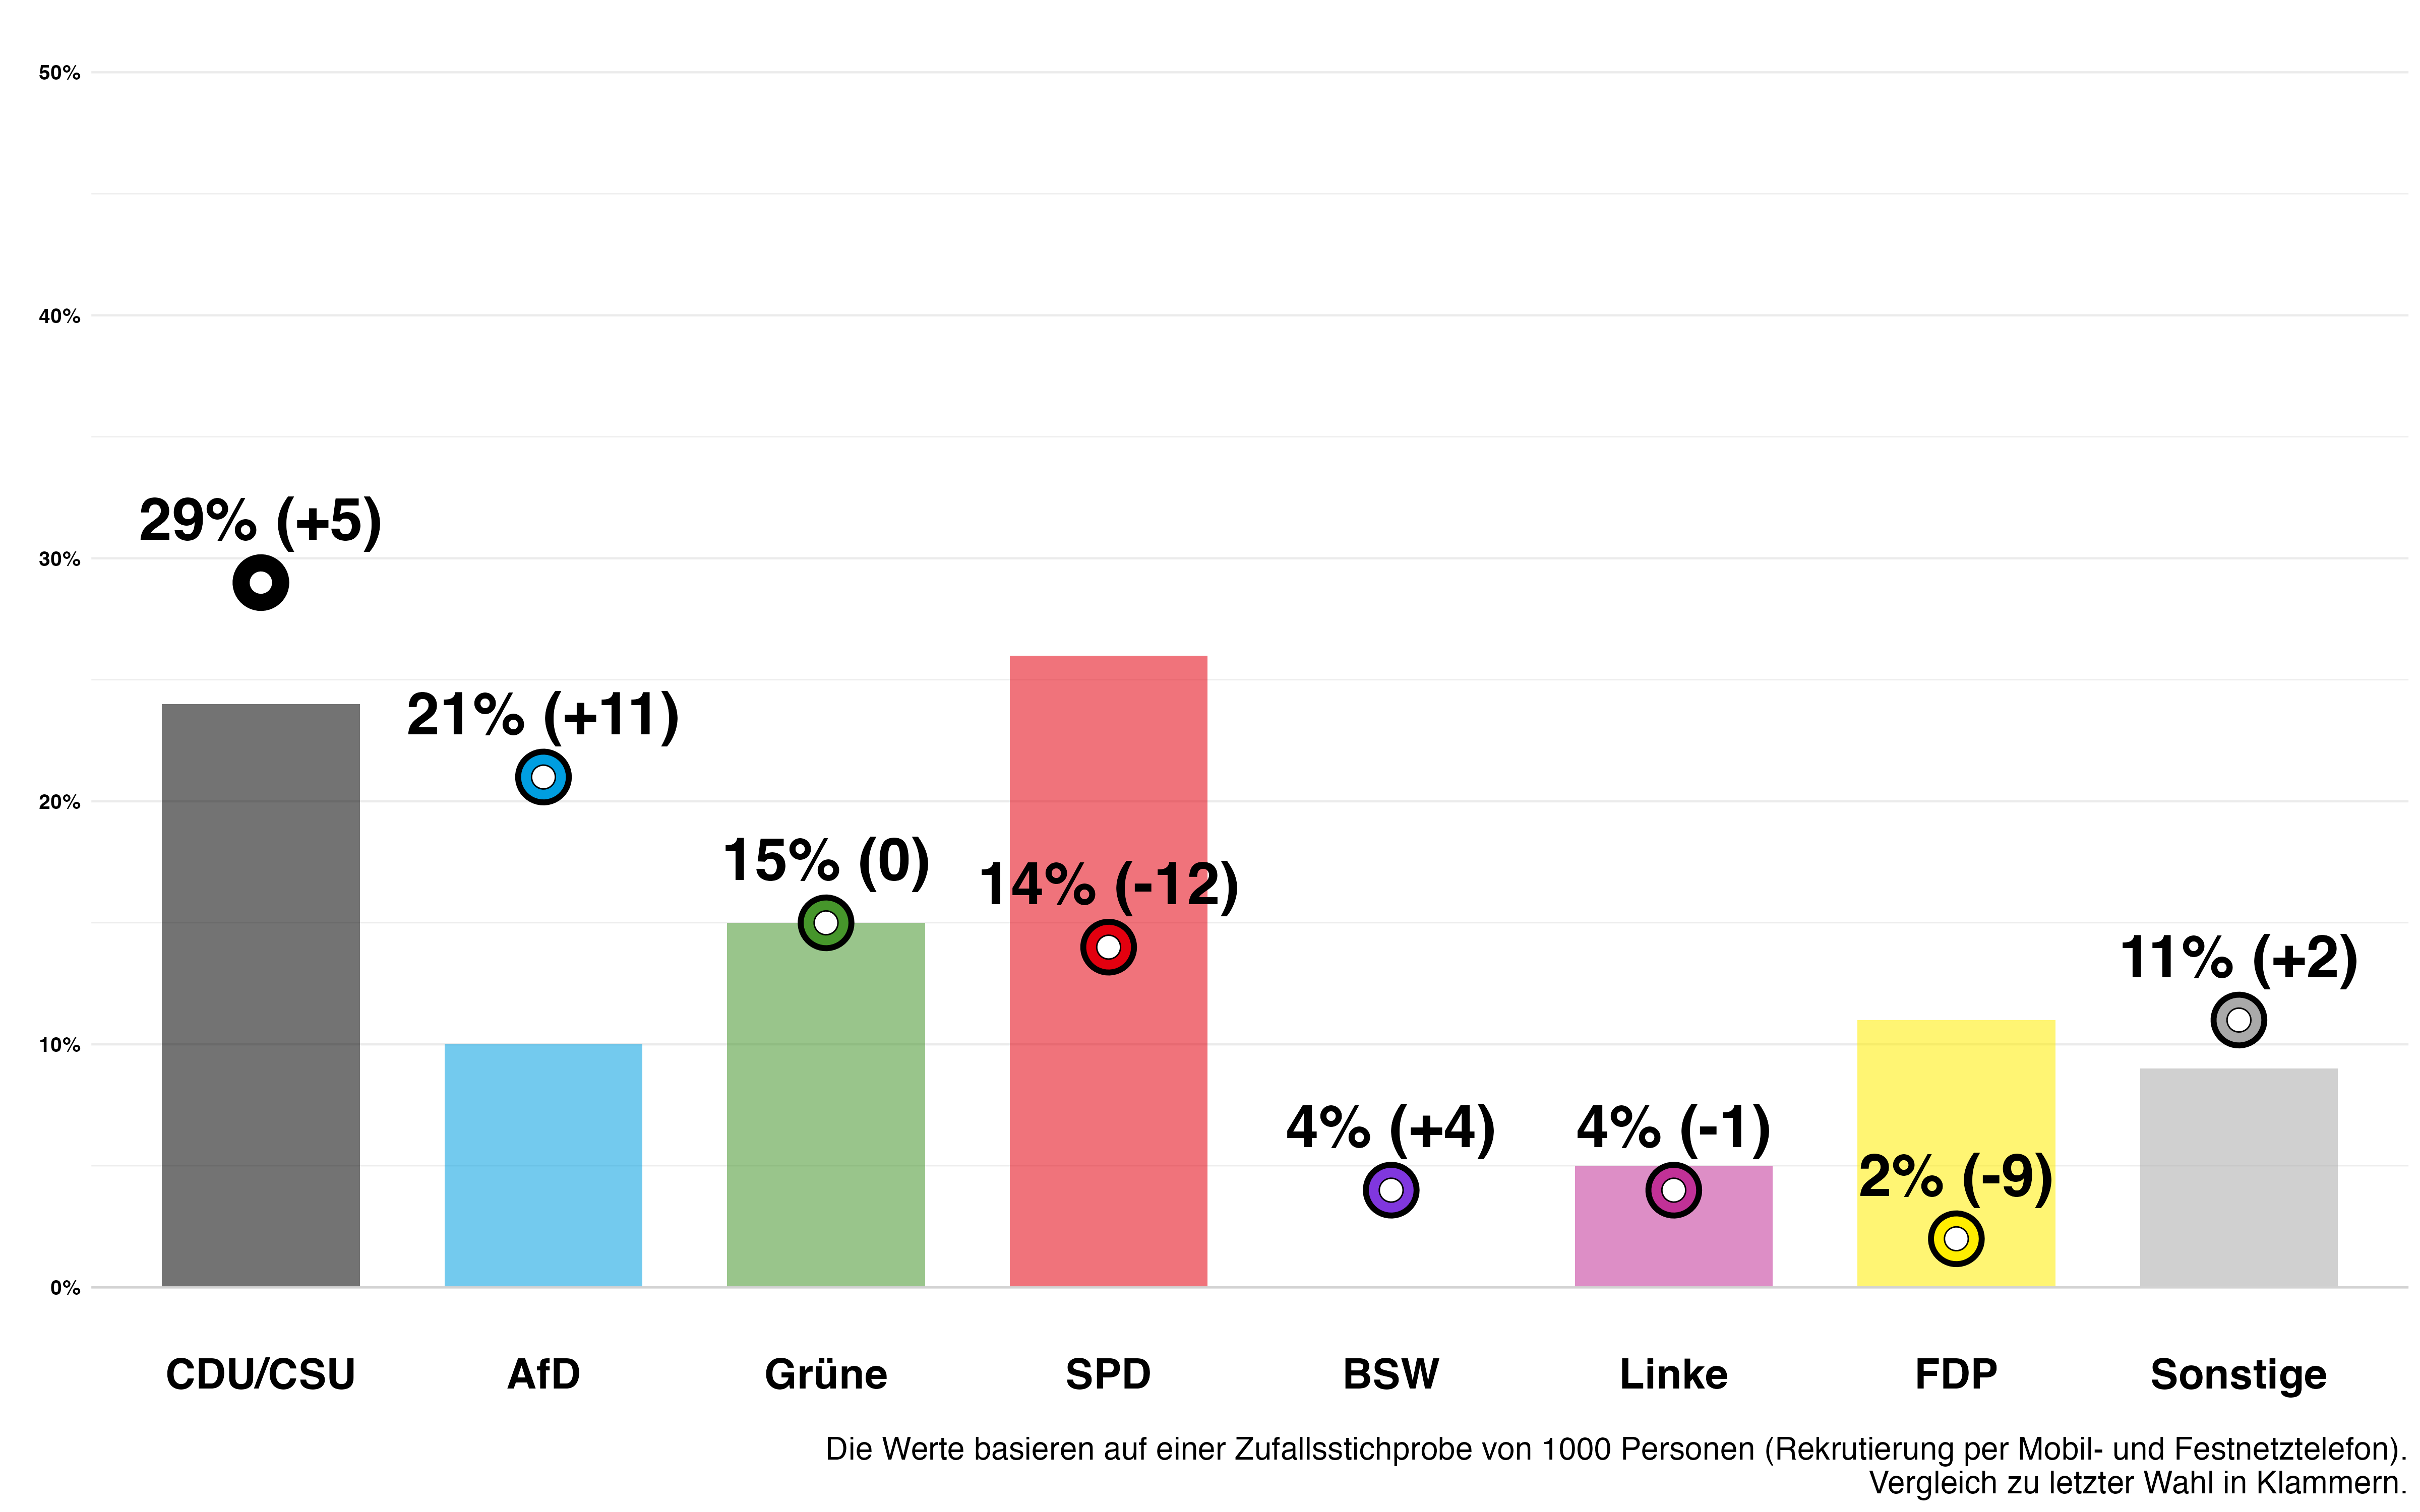 50%
40%
30%
20%
10%
0%
29% (+5)
21% (+11)
15% (0)
14% (-12)
4% (+4)
4% (-1)
2% (-9)
11% (+2)
CDU/CSU
AfD
Grüne
SPD
BSW
Linke
FDP
Sonstige
Die Werte basieren auf einer Zufallsstichprobe von 1000 Personen (Rekrutierung per Mobil- und Festnetztelefon).
Vergleich zu letzter Wahl in Klammern.